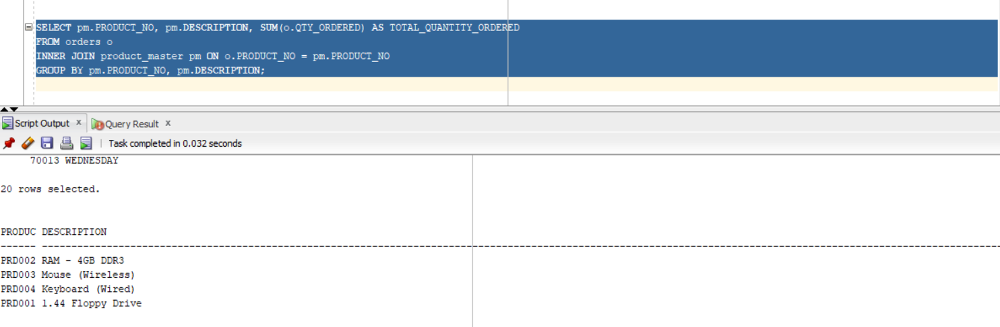 SELECT pm.PRODUCT_NO, pm.DESCRIPTION, SUM(o.QTY_ORDERED) AS TOTAL_QUANTITY_ORDERED
FROM orders o
INNER JOIN product_master pm ON o.PRODUCT_NO = pm.PRODUCT_NO
GROUP BY pm.PRODUCT_NO, pm.DESCRIPTION;
Script Output x Query Result x
Task completed in 0.032 seconds
70013 WEDNESDAY
20 rows selected.
PRODUC DESCRIPTION
PRD002 RAM - 4GB DDR3
PRD003 Mouse (Wireless)
PRD004 Keyboard (Wired)
PRD001 1.44 Floppy Drive